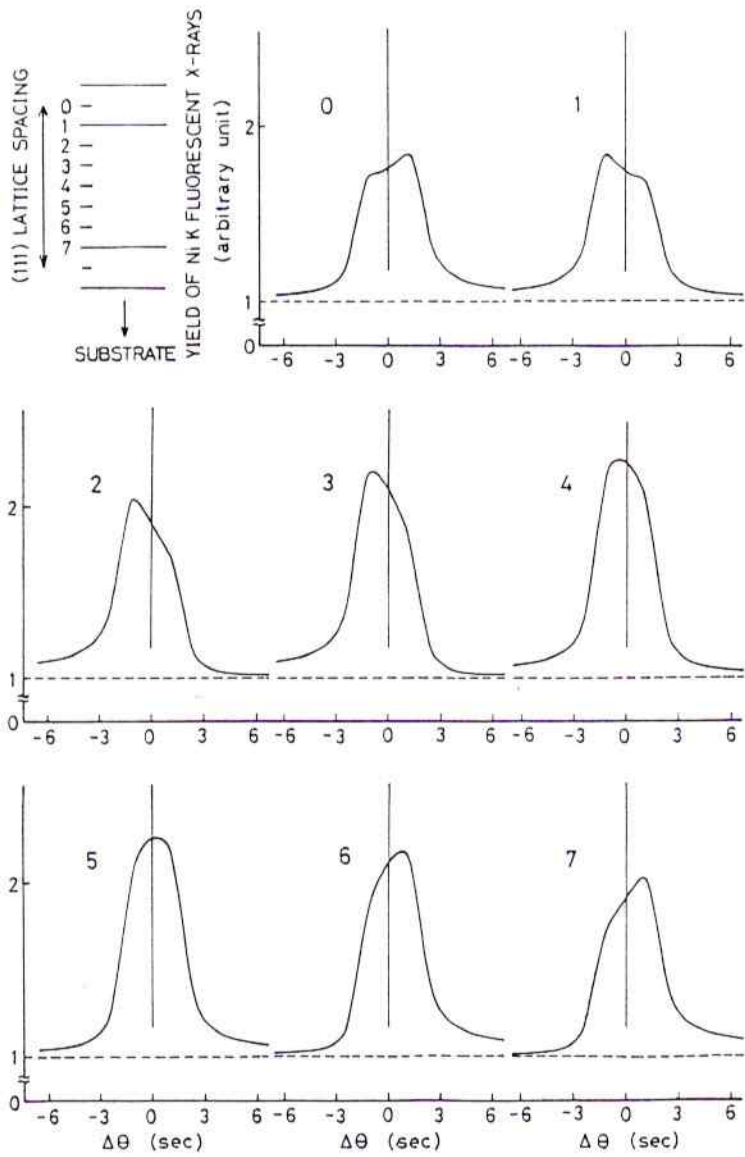 (111) LATTICE SPACING
0
1
2
3
4
5
6
7
SUBSTRATE
YIELD OF Ni K FLUORESCENT X-RAYS
(arbitrary unit)
2
1
0
0
1
-6 -3 0 3 6
-6 -3 0 3 6
2
1
0
2
3
4
-6 -3 0 3 6
-6 -3 0 3 6
-6 -3 0 3 6
2
1
0
5
6
7
-6 -3 0 3 6
-6 -3 0 3 6
-6 -3 0 3 6
Δθ (sec)
Δθ (sec)
Δθ (sec)